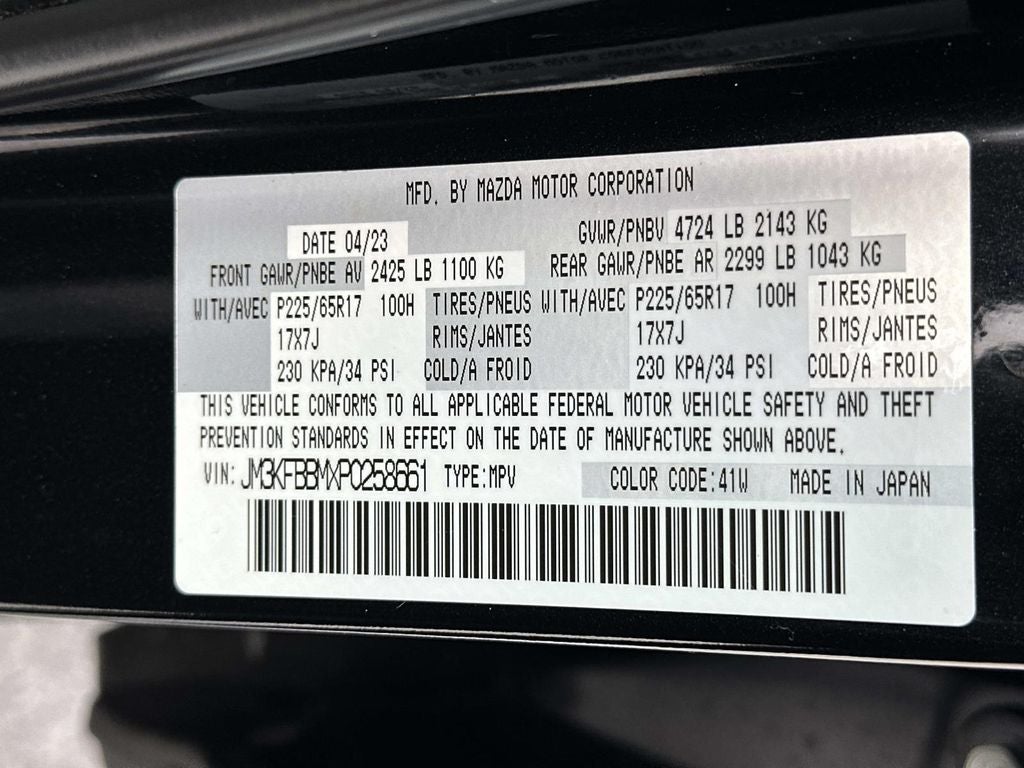 MFD. BY MAZDA MOTOR CORPORATION
DATE 04/23 GVWR/PNBV 4724 LB 2143 KG
FRONT GAWR/PNBE AV 2425 LB 1100 KG REAR GAWR/PNBE AR 2299 LB 1043 KG
WITH/AVEC P225/65R17 100H TIRES/PNEUS WITH/AVEC P225/65R17 100H TIRES/PNEUS
17X7J RIMS/JANTES 17X7J RIMS/JANTES
230 KPA/34 PSI COLD/A FROID 230 KPA/34 PSI COLD/A FROID
THIS VEHICLE CONFORMS TO ALL APPLICABLE FEDERAL MOTOR VEHICLE SAFETY AND THEFT
PREVENTION STANDARDS IN EFFECT ON THE DATE OF MANUFACTURE SHOWN ABOVE.
VIN: JM3KFBBMXP0258661 TYPE:MPV COLOR CODE:41W MADE IN JAPAN